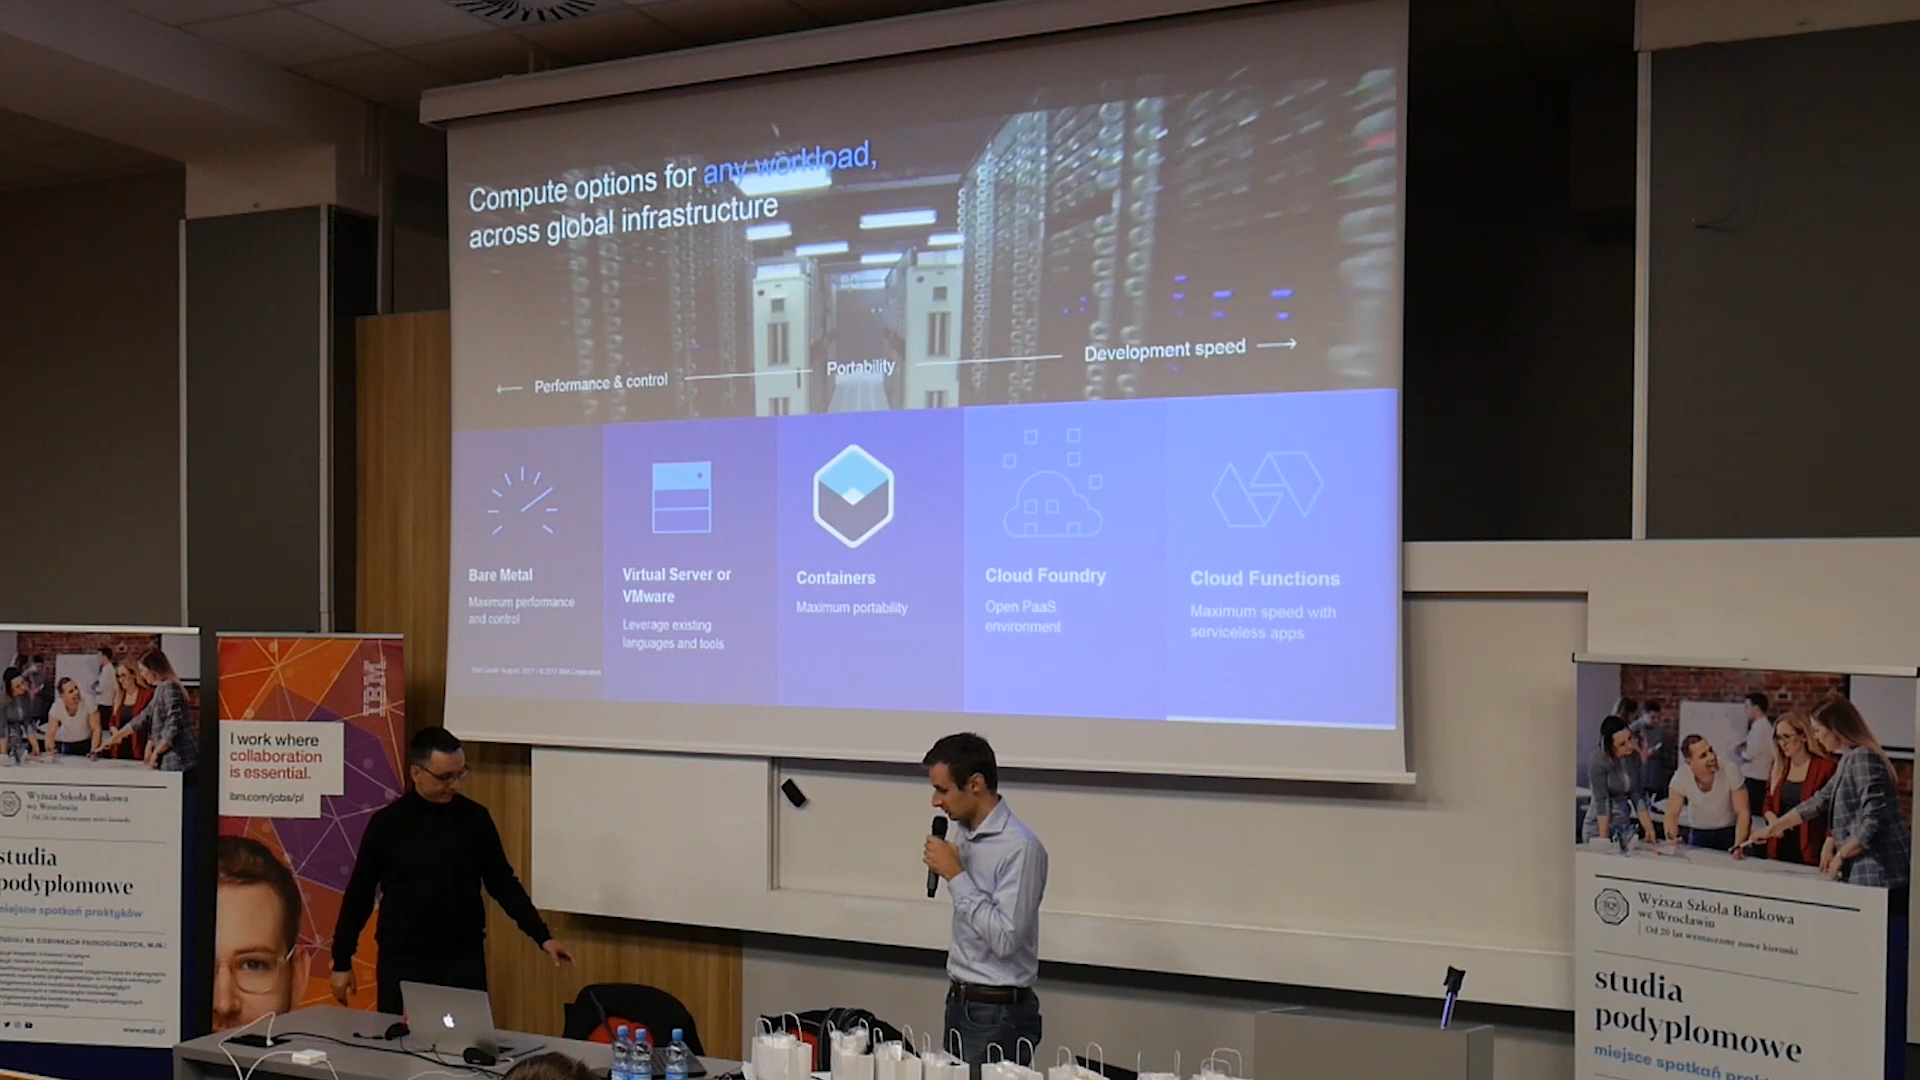 Compute options for any workload,
across global infrastructure
Performance & control
Portability
Development speed
Bare Metal
Maximum performance
and control
Virtual Server or
VMware
Leverage existing
languages and tools
Containers
Maximum portability
Cloud Foundry
Open PaaS
environment
Cloud Functions
Maximum speed with
serviceless apps
IBM
I work where
collaboration
is essential.
ibm.com/jobs/pl
Wyższa Szkoła Bankowa
we Wrocławiu
Od 20 lat wyznaczamy nowe kierunki
studia
podyplomowe
miejsce spotkań praktyków
www.wsb.pl
Wyższa Szkoła Bankowa
we Wrocławiu
Od 20 lat wyznaczamy nowe kierunki
studia
podyplomowe
miejsce spotkań